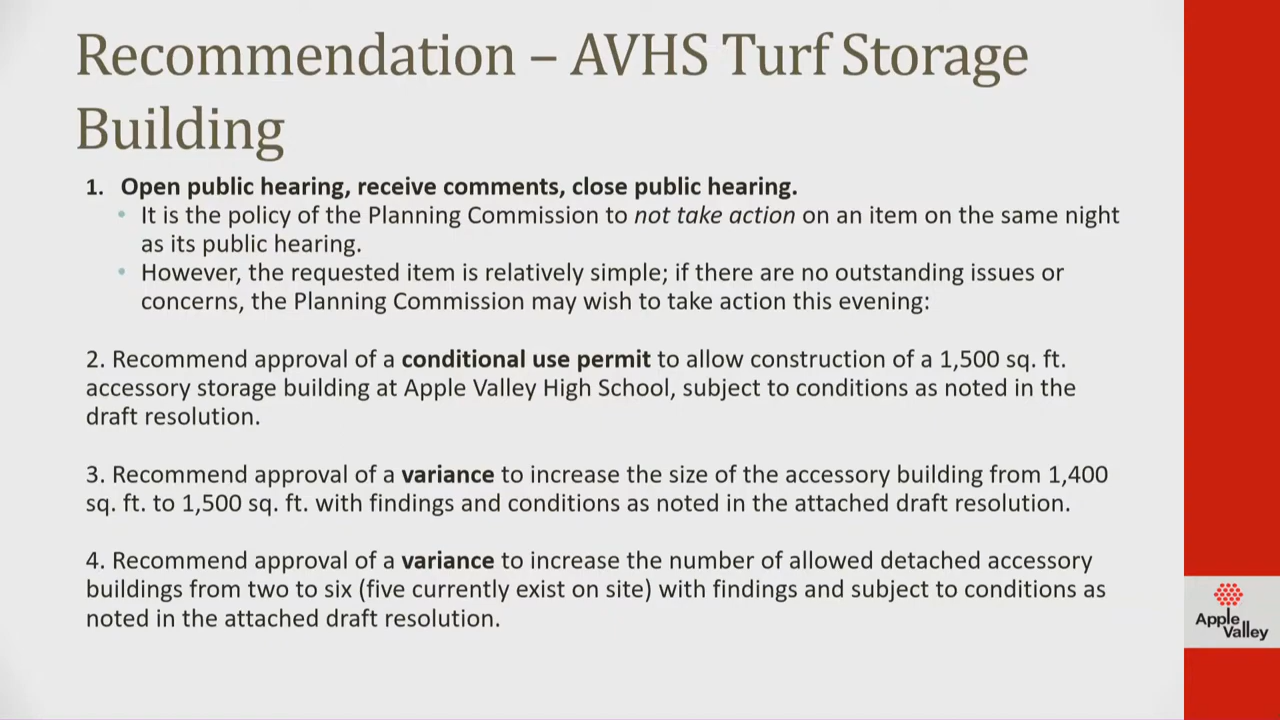 Recommendation – AVHS Turf Storage
Building
1. Open public hearing, receive comments, close public hearing.
• It is the policy of the Planning Commission to not take action on an item on the same night
as its public hearing.
• However, the requested item is relatively simple; if there are no outstanding issues or
concerns, the Planning Commission may wish to take action this evening:
2. Recommend approval of a conditional use permit to allow construction of a 1,500 sq. ft.
accessory storage building at Apple Valley High School, subject to conditions as noted in the
draft resolution.
3. Recommend approval of a variance to increase the size of the accessory building from 1,400
sq. ft. to 1,500 sq. ft. with findings and conditions as noted in the attached draft resolution.
4. Recommend approval of a variance to increase the number of allowed detached accessory
buildings from two to six (five currently exist on site) with findings and subject to conditions as
noted in the attached draft resolution.
Apple
Valley